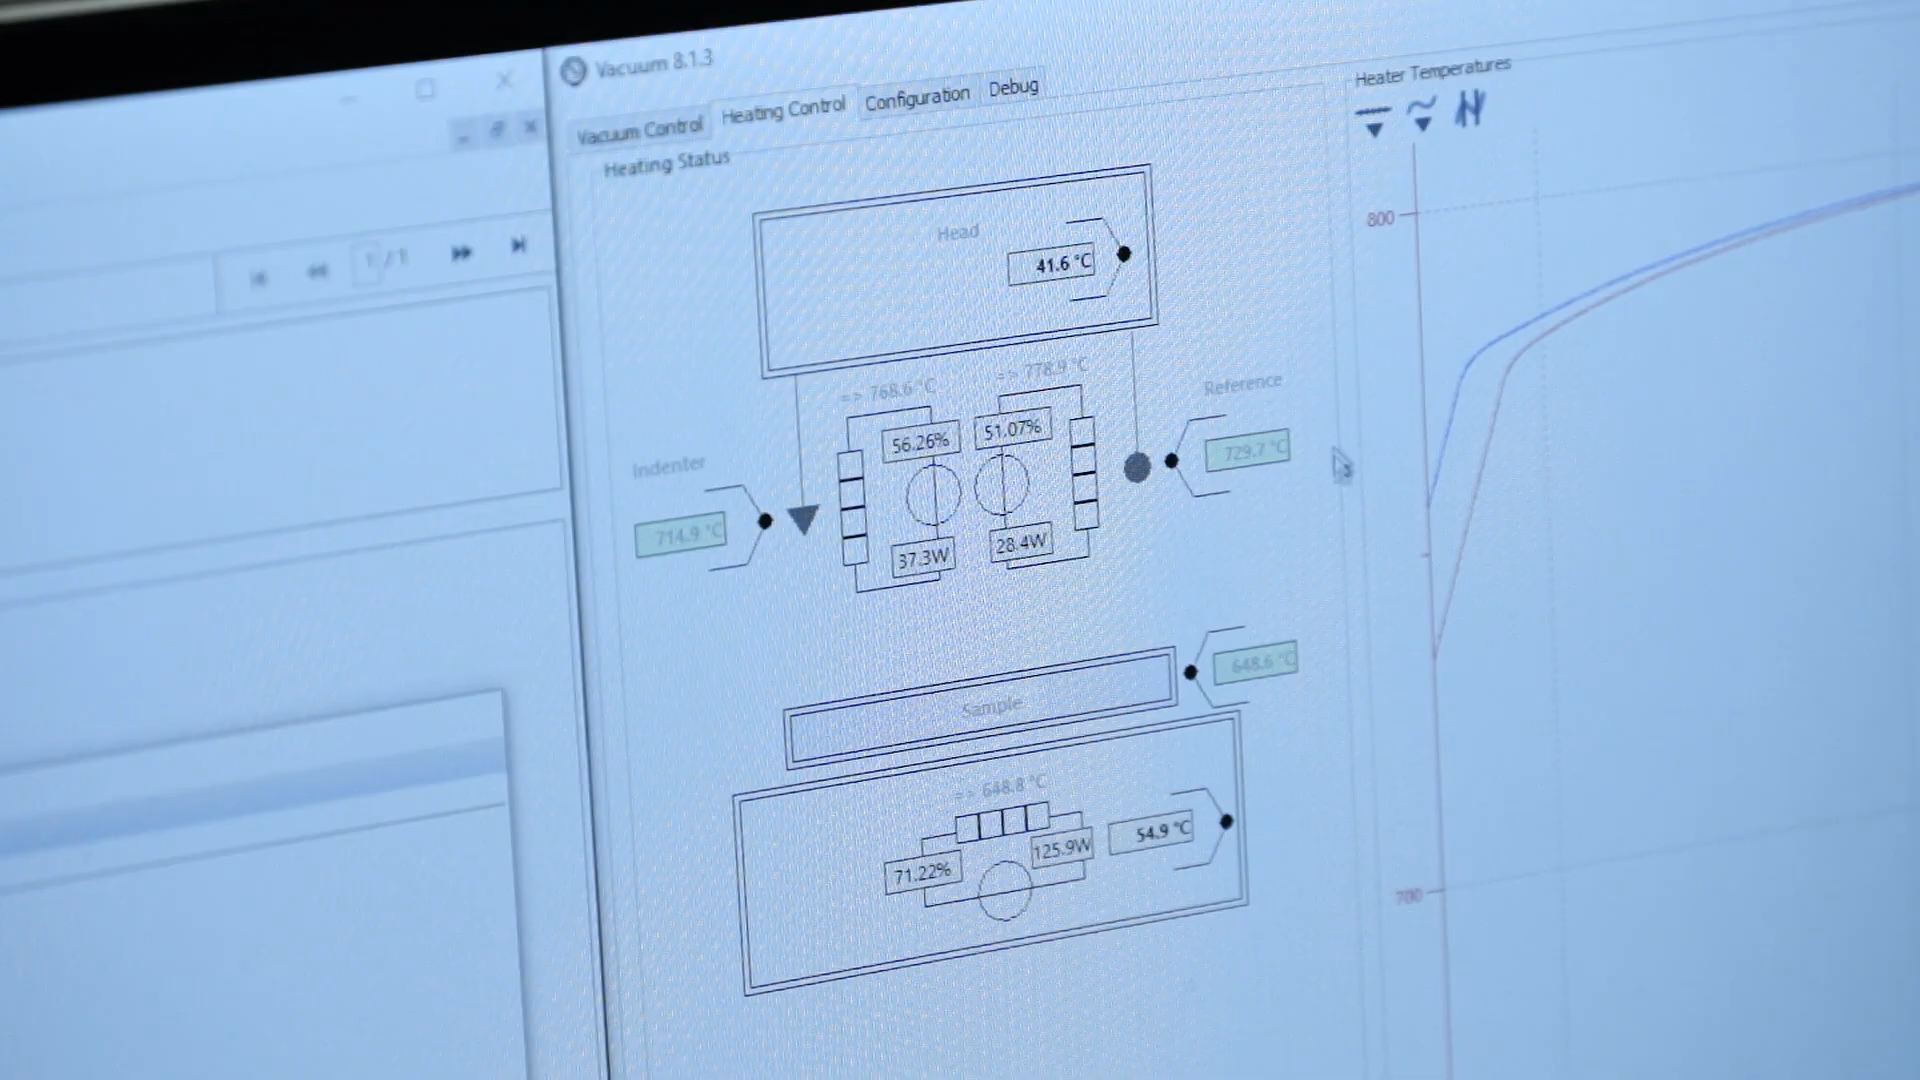 Vacuum 8.1.3
Vacuum Control Heating Control Configuration Debug
Heating Status
Head
41.6 °C
=> 768.6 °C
=> 778.9 °C
56.26%
51.07%
Indenter
714.9 °C
Reference
729.7 °C
37.3W
28.4W
648.6 °C
Sample
=> 648.8 °C
71.22%
125.9W
54.9 °C
Heater Temperatures
800
700
1 / 1